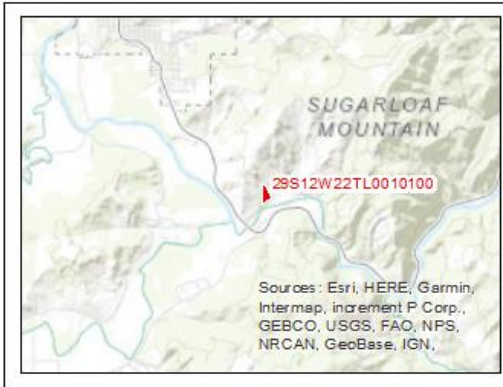 SUGARLOAF
MOUNTAIN
29S12W22TL0010100
Sources: Esri, HERE, Garmin,
Intermap, increment P Corp.,
GEBCO, USGS, FAO, NPS,
NRCAN, GeoBase, IGN,